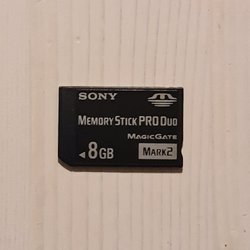 SONY
MEMORY STICK PRO DUO
MAGICGATE
8GB MARK2